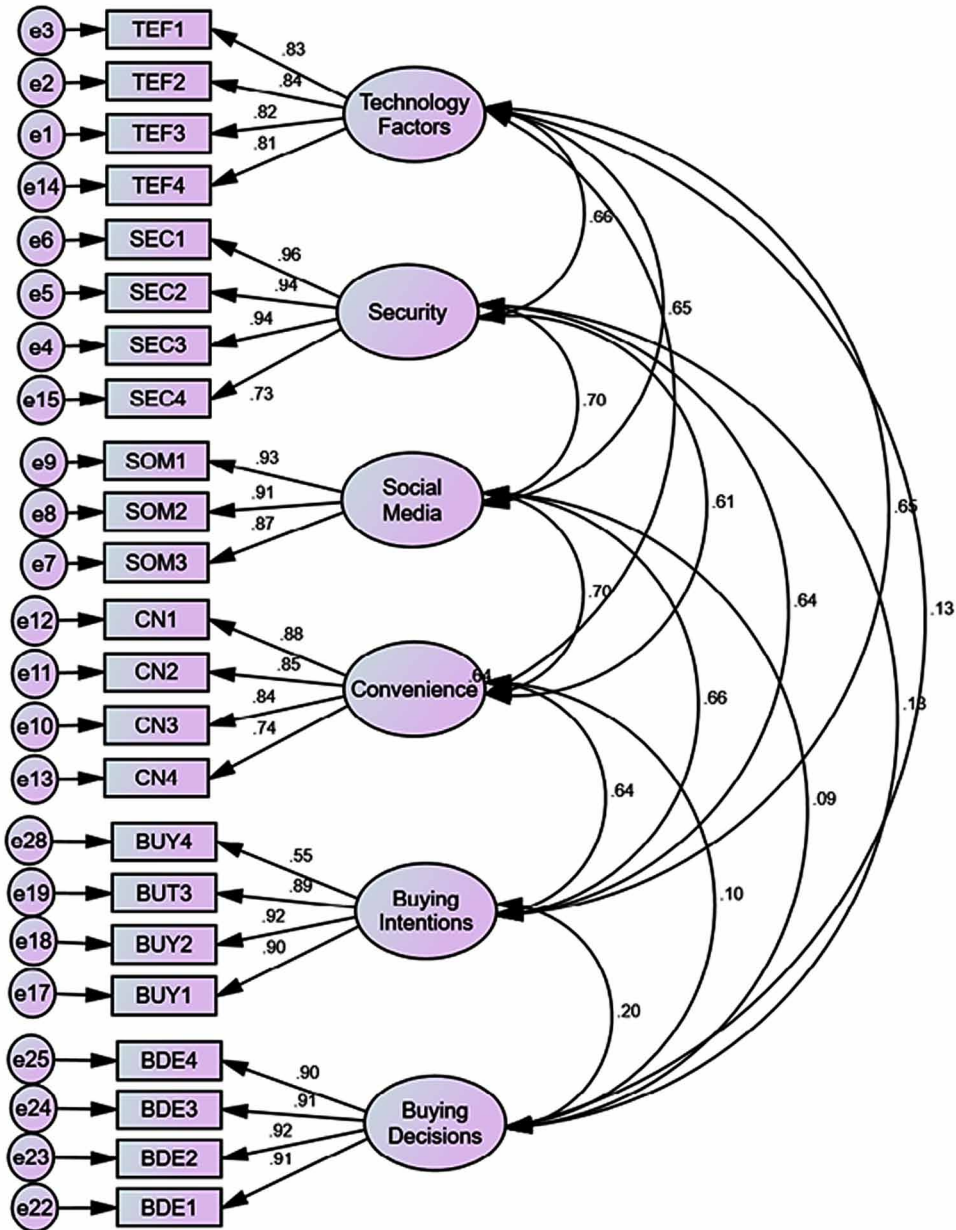 e3 TEF1 .83
e2 TEF2 .84
e1 TEF3 .82
e14 TEF4 .81
Technology
Factors
e6 SEC1 .96
e5 SEC2 .94
e4 SEC3 .94
e15 SEC4 .73
Security
e9 SOM1 .93
e8 SOM2 .91
e7 SOM3 .87
Social
Media
e12 CN1 .88
e11 CN2 .85
e10 CN3 .84
e13 CN4 .74
Convenience
e28 BUY4 .55
e19 BUT3 .89
e18 BUY2 .92
e17 BUY1 .90
Buying
Intentions
e25 BDE4 .90
e24 BDE3 .91
e23 BDE2 .92
e22 BDE1 .91
Buying
Decisions
.66
.65
.70
.61
.65
.70
.64
.13
.64
.66
.18
.64
.09
.10
.20